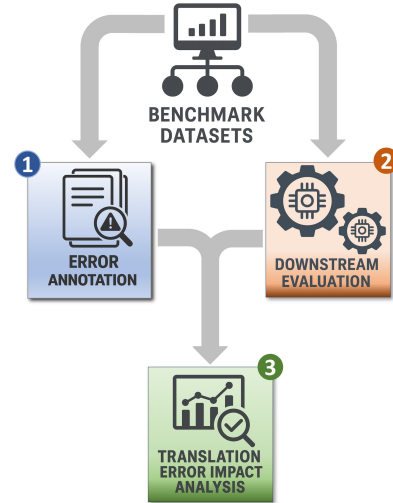 BENCHMARK
DATASETS
1
ERROR
ANNOTATION
2
DOWNSTREAM
EVALUATION
3
TRANSLATION
ERROR IMPACT
ANALYSIS